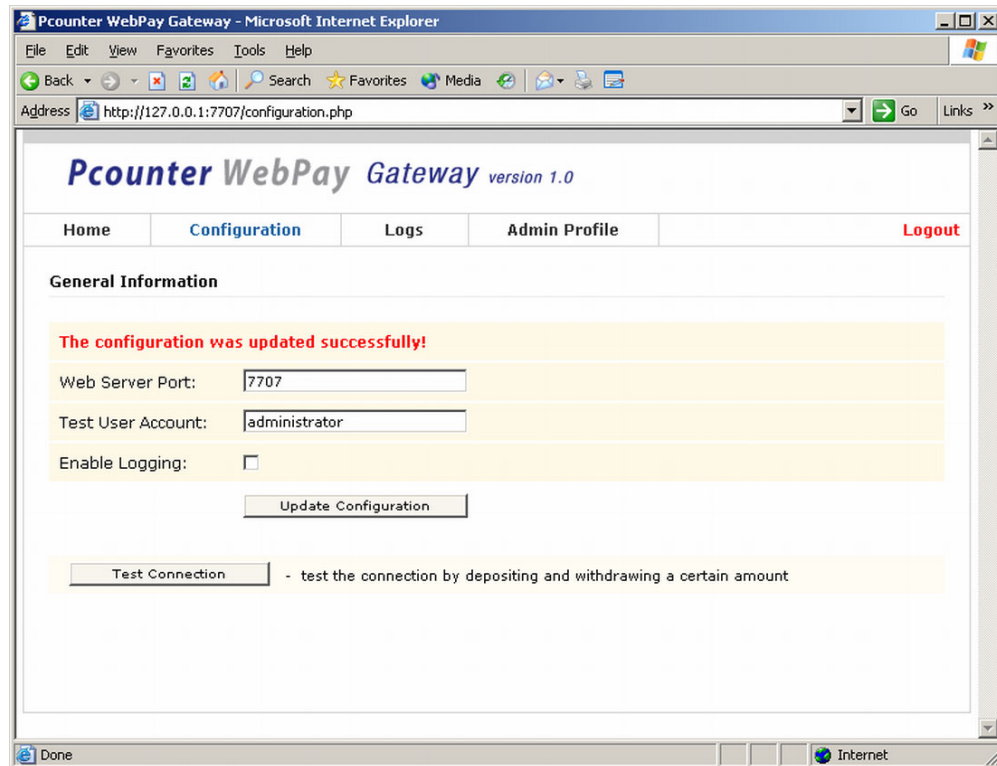 Pcounter WebPay Gateway - Microsoft Internet Explorer
File Edit View Favorites Tools Help
Back Search Favorites Media
Address http://127.0.0.1:7707/configuration.php Go Links »
Pcounter WebPay Gateway version 1.0
Home Configuration Logs Admin Profile Logout
General Information
The configuration was updated successfully!
Web Server Port: 7707
Test User Account: administrator
Enable Logging:
Update Configuration
Test Connection - test the connection by depositing and withdrawing a certain amount
Done Internet